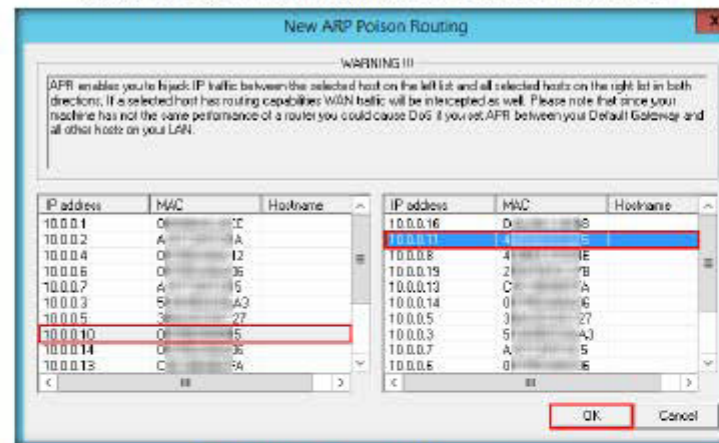 New ARP Poison Routing
WARNING !!!
APR enables you to hijack IP traffic between the selected host on the left list and all selected hosts on the right list in both
directions. If a selected host has routing capabilities WAN traffic will be intercepted as well. Please note that since your
machine has not the same performance of a router you could cause DoS if you set APR between your Default Gateway and
all other hosts on your LAN.
IP address MAC Hostname
10.0.0.1
10.0.0.2
10.0.0.4
10.0.0.6
10.0.0.7
10.0.0.3
10.0.0.5
10.0.0.10
10.0.0.14
10.0.0.13
IP address MAC Hostname
10.0.0.16
10.0.0.11
10.0.0.8
10.0.0.19
10.0.0.13
10.0.0.14
10.0.0.5
10.0.0.3
10.0.0.7
10.0.0.6
OK Cancel